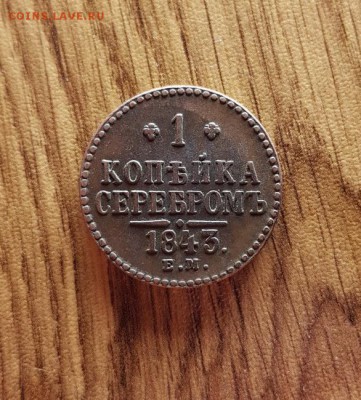 COINS.LAVE.RU
1
КОПѢЙКА
СЕРЕБРОМЪ
1843.
Е.М.